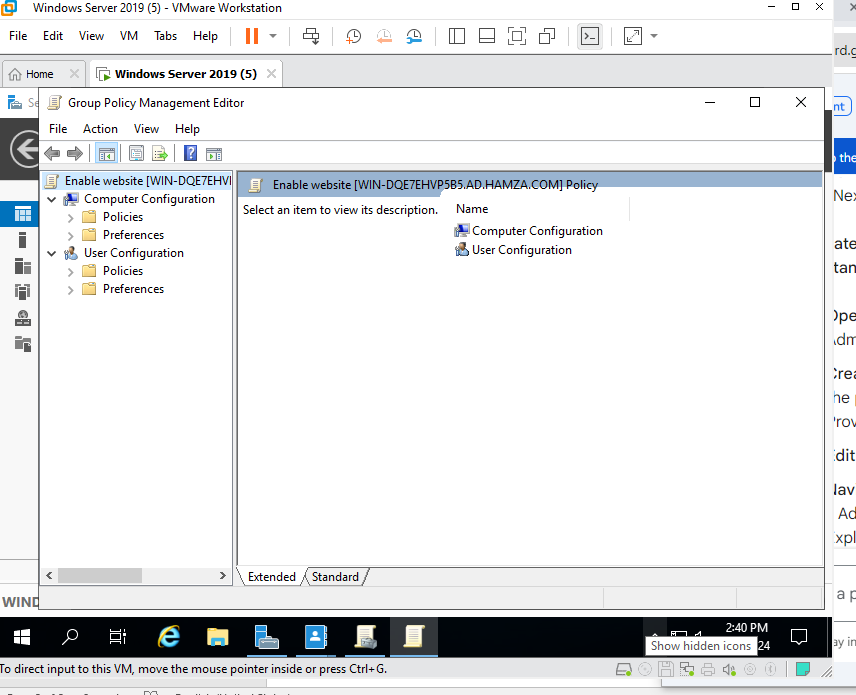 Windows Server 2019 (5) - VMware Workstation
File Edit View VM Tabs Help
Home Windows Server 2019 (5)
Se
Group Policy Management Editor
File Action View Help
Enable website [WIN-DQE7EHVI
Computer Configuration
Policies
Preferences
User Configuration
Policies
Preferences
Enable website [WIN-DQE7EHVP5B5.AD.HAMZA.COM] Policy
Select an item to view its description.
Name
Computer Configuration
User Configuration
Extended Standard
WIND
2:40 PM
24
Show hidden icons
To direct input to this VM, move the mouse pointer inside or press Ctrl+G.
rd.g
nt
the
Nex
ate
tan
Ope
Adm
Crea
he p
Prov
Edit
Nav
Ad
Expl
a p
ay in